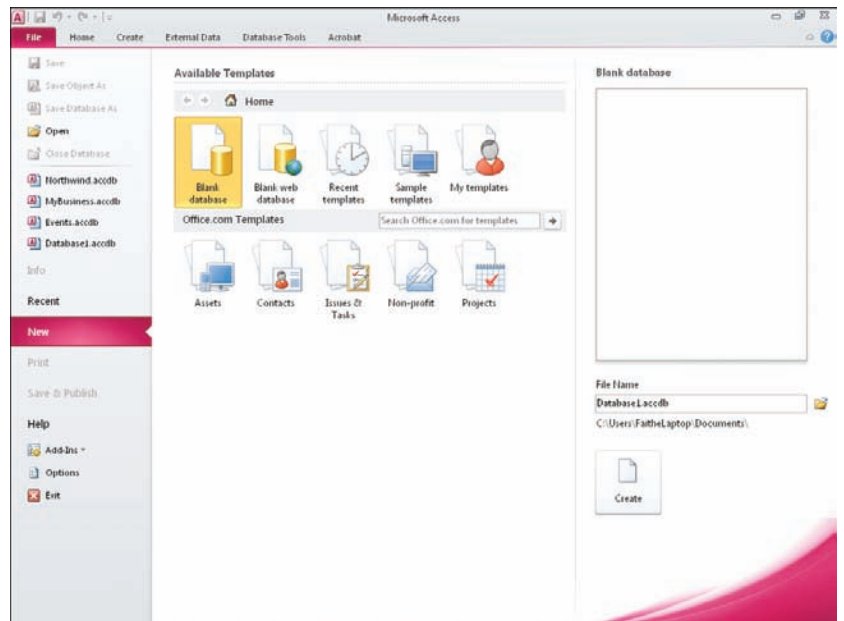 Microsoft Access
File Home Create External Data Database Tools Acrobat
Save
Save Object As
Save Database As
Open
Close Database
Northwind.accdb
MyBusiness.accdb
Events.accdb
Database1.accdb
Info
Recent
New
Print
Save & Publish
Help
Add-Ins
Options
Exit
Available Templates
Home
Blank database
Blank web database
Recent templates
Sample templates
My templates
Office.com Templates
Search Office.com for templates
Assets
Contacts
Issues & Tasks
Non-profit
Projects
Blank database
File Name
Database1.accdb
C:\Users\FaitheLaptop\Documents\
Create